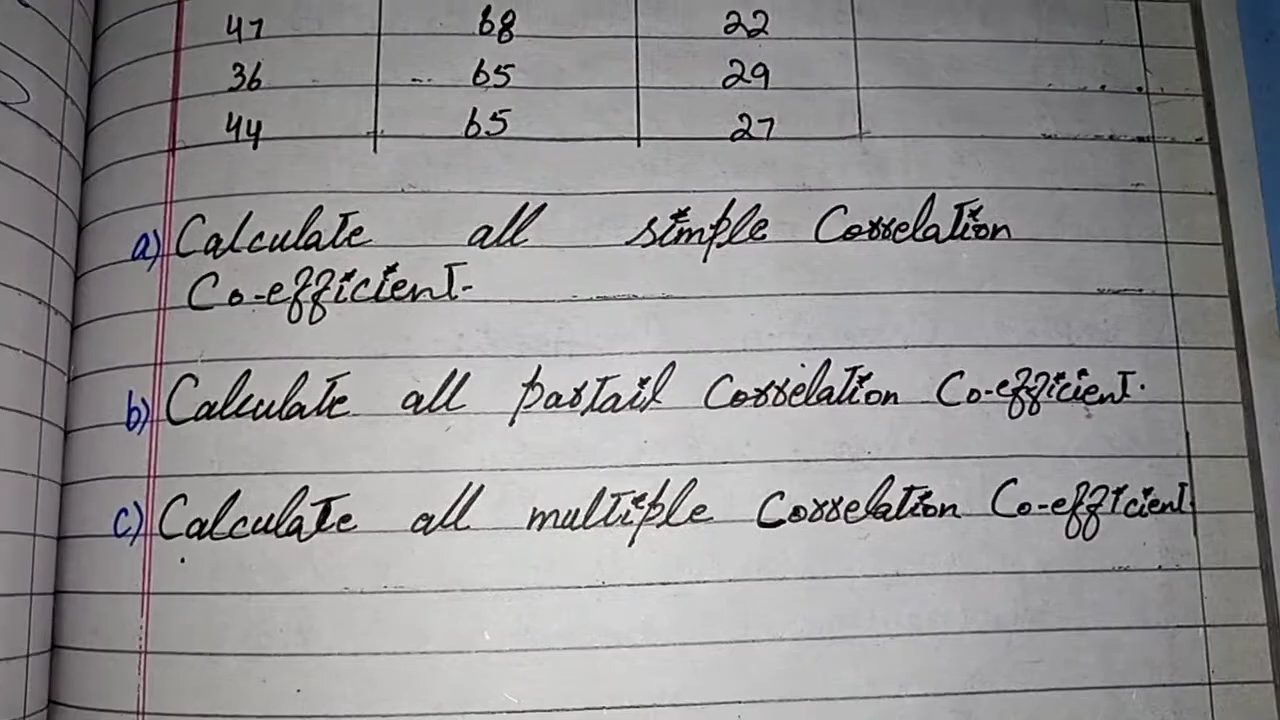 47 68 22
36 65 29
44 65 27
a) Calculate all simple Correlation
Co-efficient.
b) Calculate all partail Correlation Co-efficient.
c) Calculate all multiple Correlation Co-efficient.